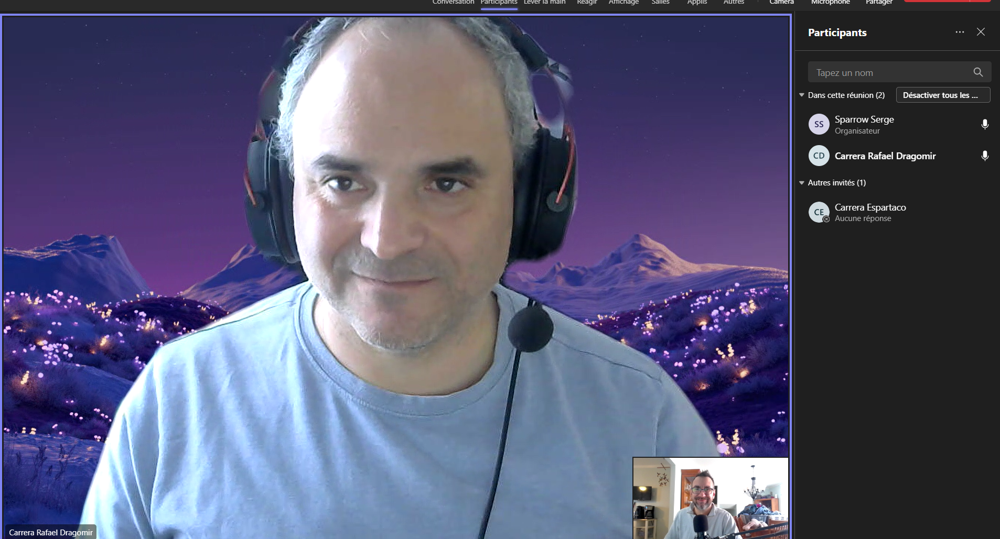 Conversation Participants Lever la main Réagir Affichage Salles Applis Autres Caméra Microphone Partager
Participants
Tapez un nom
Dans cette réunion (2) Désactiver tous les ...
SS Sparrow Serge
Organisateur
CD Carrera Rafael Dragomir
Autres invités (1)
CE Carrera Espartaco
Aucune réponse
Carrera Rafael Dragomir